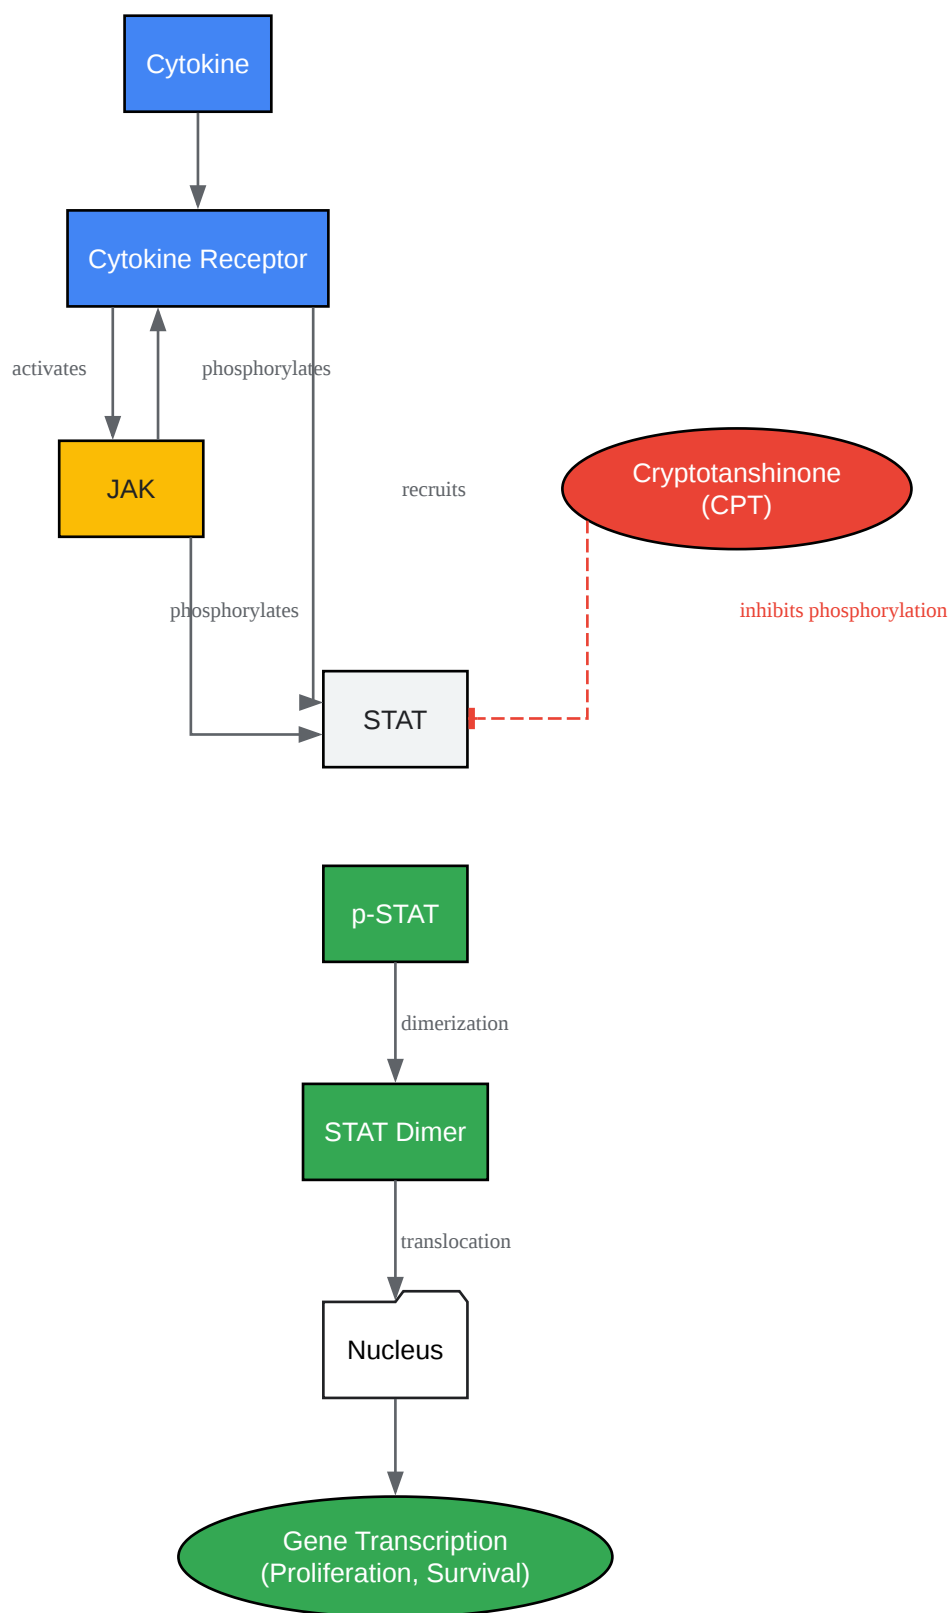 Cytokine
Cytokine Receptor
activates
phosphorylates
JAK
recruits
Cryptotanshinone
(CPT)
phosphorylates
inhibits phosphorylation
STAT
p-STAT
dimerization
STAT Dimer
translocation
Nucleus
Gene Transcription
(Proliferation, Survival)